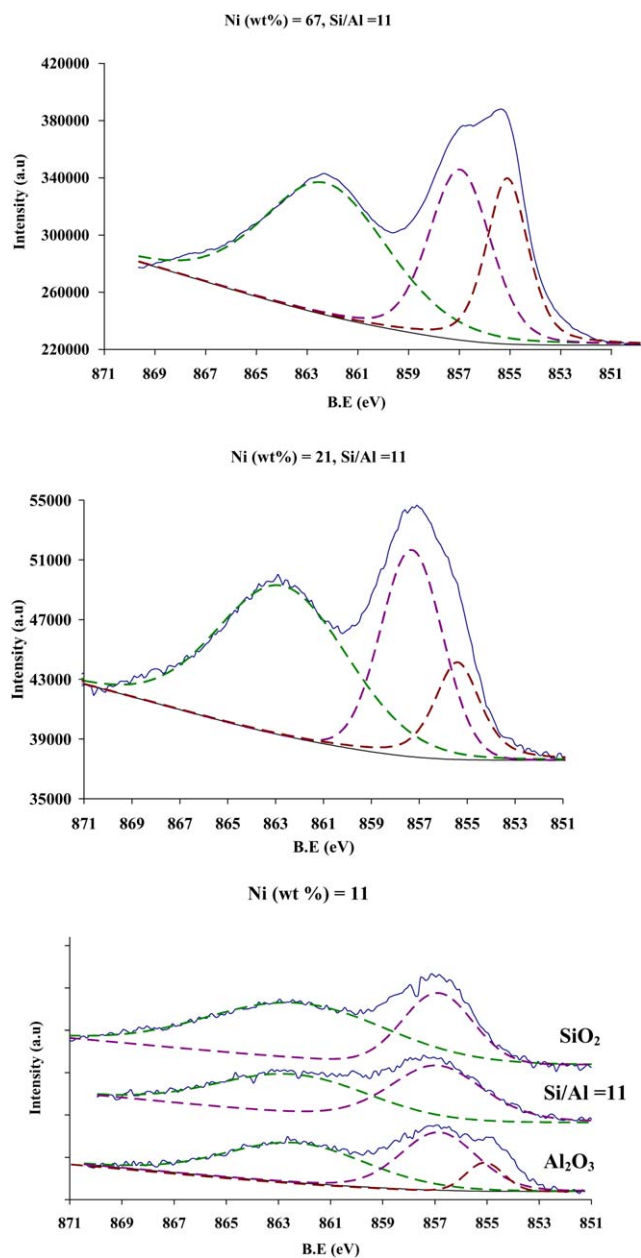 Ni (wt%) = 67, Si/Al =11
420000
380000
340000
300000
260000
220000
Intensity (a.u)
871 869 867 865 863 861 859 857 855 853 851
B.E (eV)
Ni (wt%) = 21, Si/Al =11
55000
51000
47000
43000
39000
35000
Intensity (a.u)
871 869 867 865 863 861 859 857 855 853 851
B.E (eV)
Ni (wt %) = 11
Intensity (a.u)
SiO₂
Si/Al =11
Al₂O₃
871 869 867 865 863 861 859 857 855 853 851
B.E (eV)